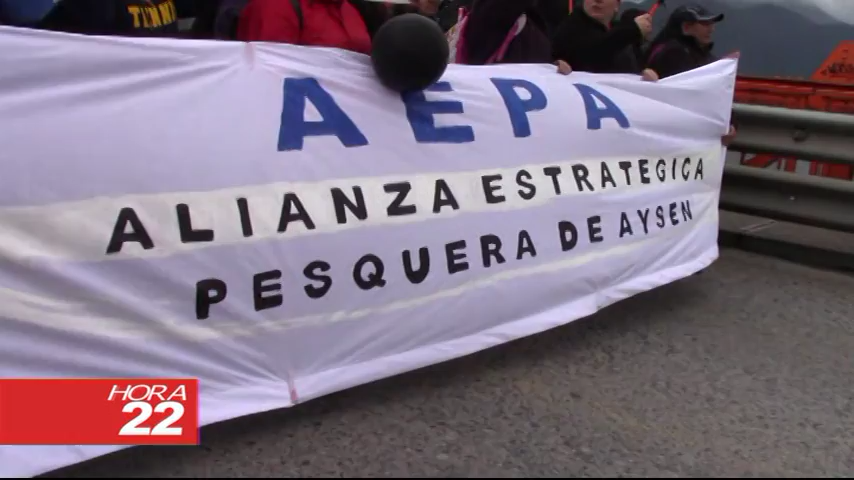 AEPA
ALIANZA ESTRATEGICA
PESQUERA DE AYSEN
HORA
22